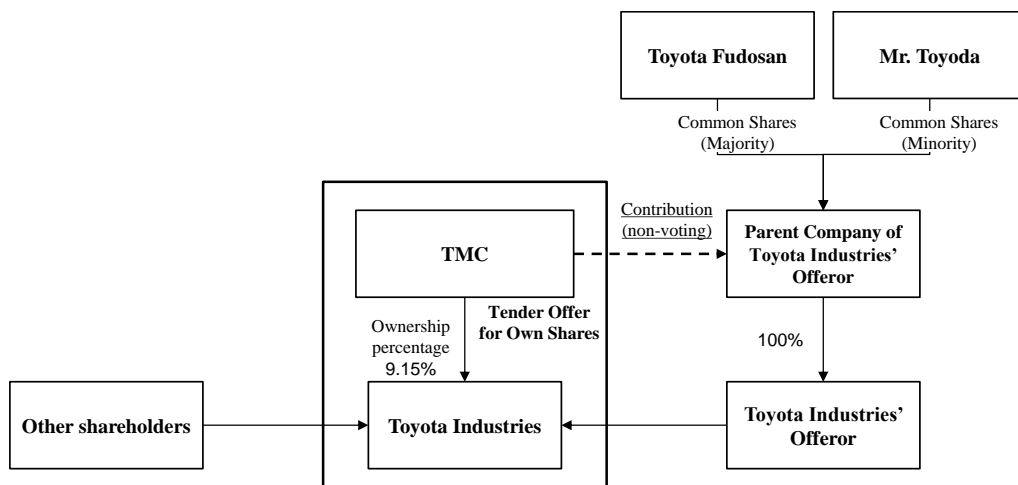 Toyota Fudosan
Mr. Toyoda
Common Shares
(Majority)
Common Shares
(Minority)
TMC
Contribution
(non-voting)
Parent Company of
Toyota Industries’
Offeror
Tender Offer
for Own Shares
Ownership
percentage
9.15%
100%
Other shareholders
Toyota Industries
Toyota Industries’
Offeror